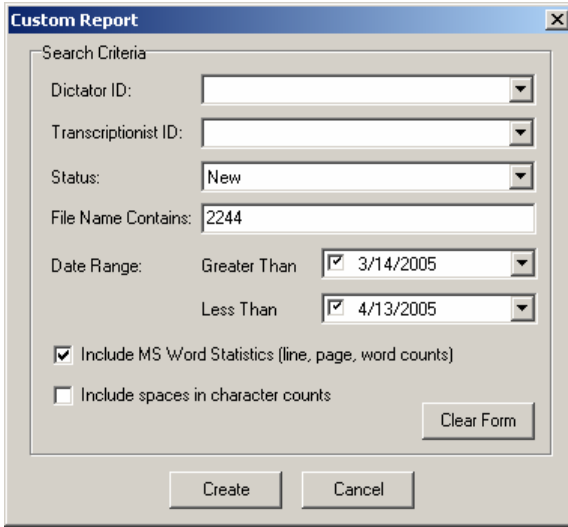 Custom Report
Search Criteria
Dictator ID:
Transcriptionist ID:
Status: New
File Name Contains: 2244
Date Range: Greater Than 3/14/2005
Less Than 4/13/2005
Include MS Word Statistics (line, page, word counts)
Include spaces in character counts
Clear Form
Create Cancel